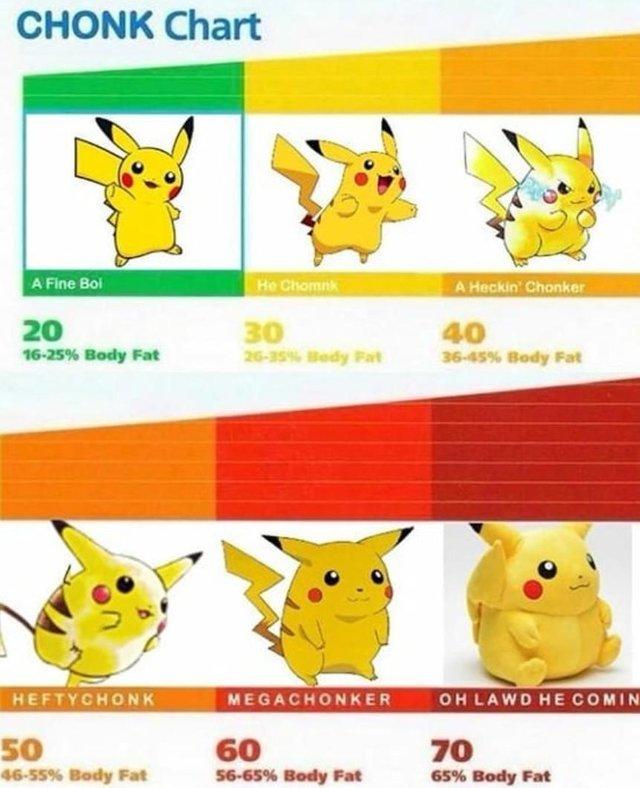 CHONK Chart
A Fine Boi
He Chomnk
A Heckin' Chonker
20
30
40
16-25% Body Fat
26-35% Body Fat
36-45% Body Fat
HEFTYCHONK
MEGACHONKER
OH LAWD HE COMIN
50
60
70
46-55% Body Fat
56-65% Body Fat
65% Body Fat